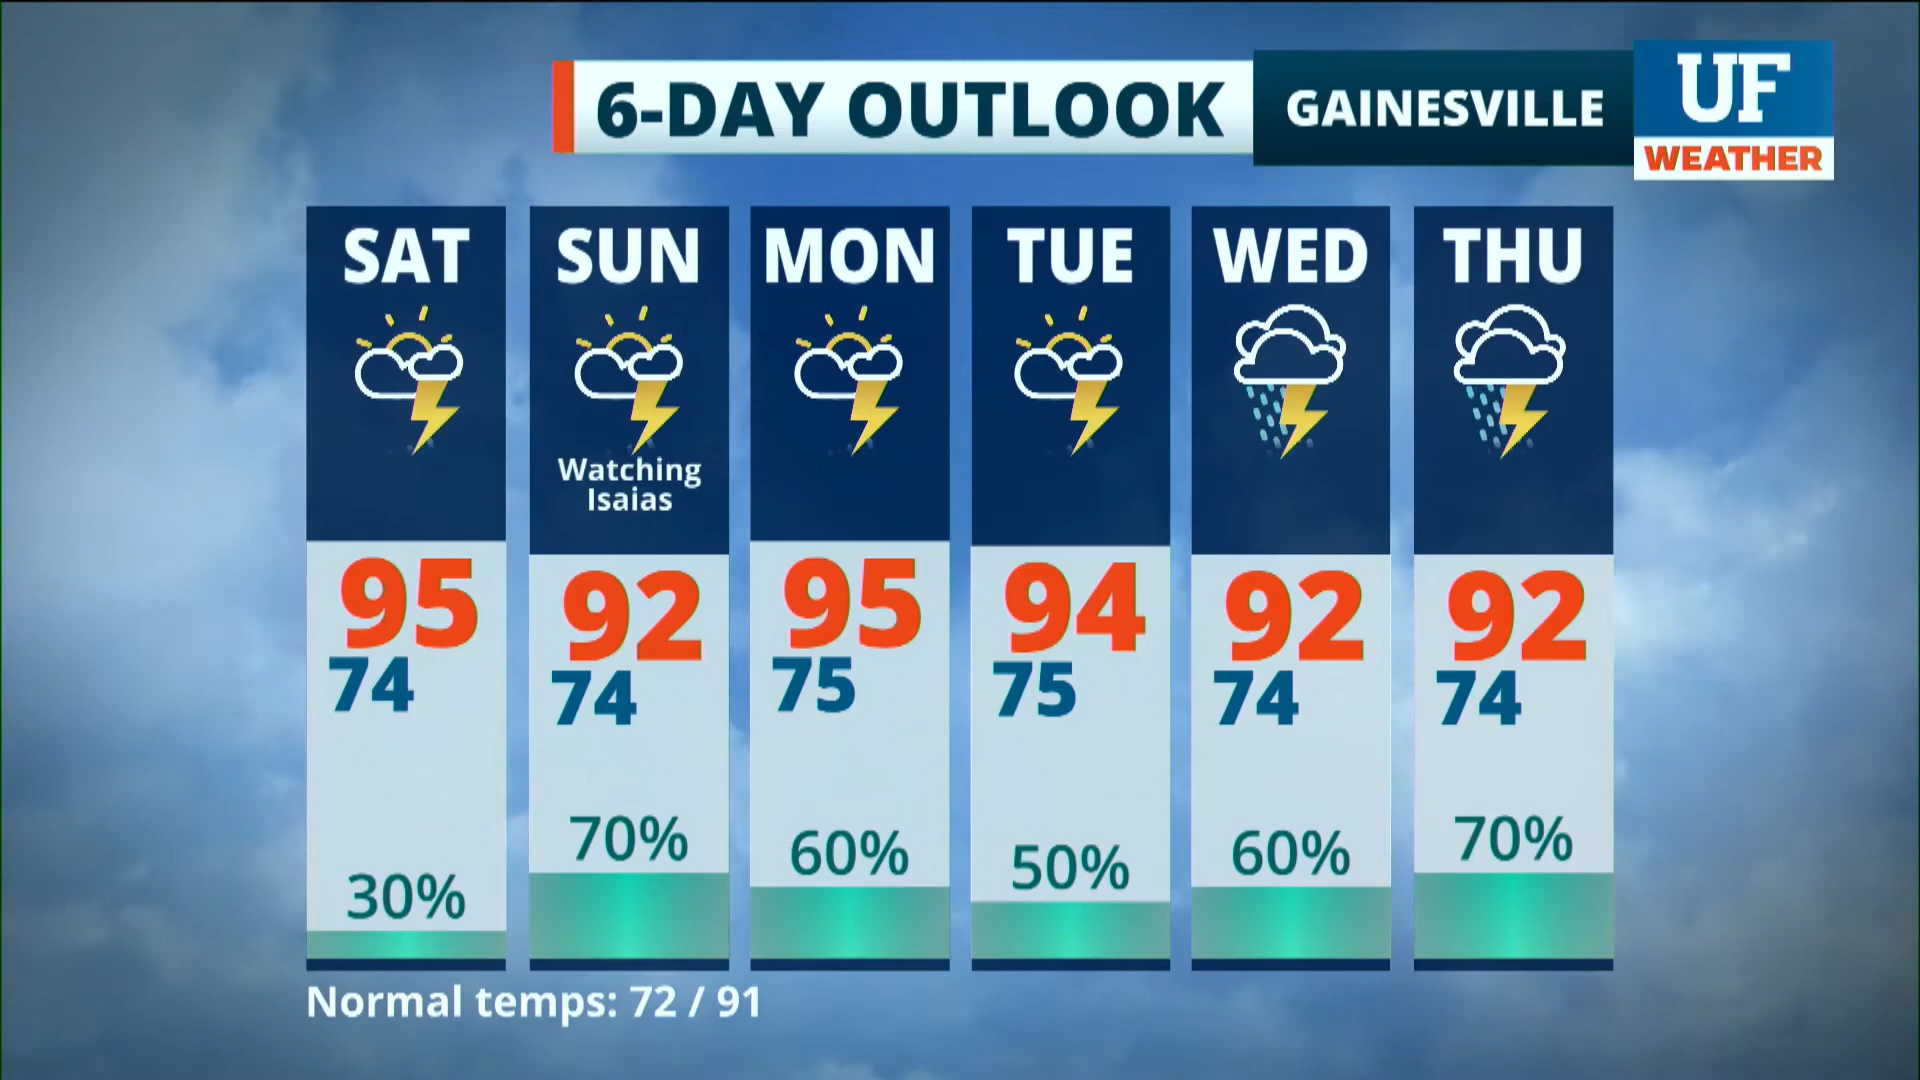 6-DAY OUTLOOK GAINESVILLE UF
WEATHER
SAT SUN MON TUE WED THU
Watching
Isaias
95 92 95 94 92 92
74 74 75 75 74 74
30% 70% 60% 50% 60% 70%
Normal temps: 72 / 91